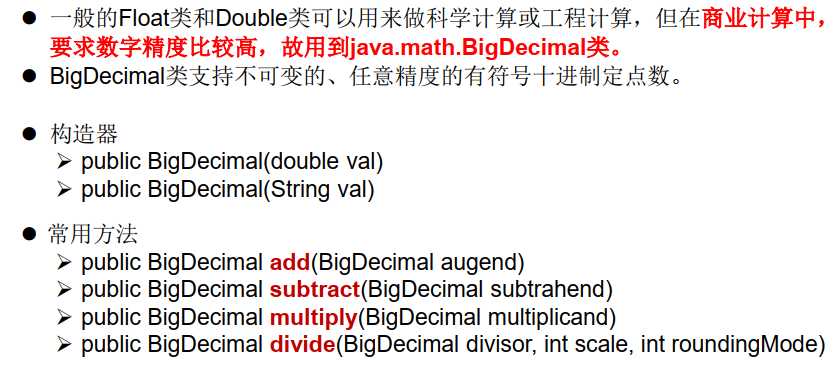 ● 一般的Float类和Double类可以用来做科学计算或工程计算，但在商业计算中，
要求数字精度比较高，故用到java.math.BigDecimal类。
● BigDecimal类支持不可变的、任意精度的有符号十进制定点数。
● 构造器
➢ public BigDecimal(double val)
➢ public BigDecimal(String val)
● 常用方法
➢ public BigDecimal add(BigDecimal augend)
➢ public BigDecimal subtract(BigDecimal subtrahend)
➢ public BigDecimal multiply(BigDecimal multiplicand)
➢ public BigDecimal divide(BigDecimal divisor, int scale, int roundingMode)